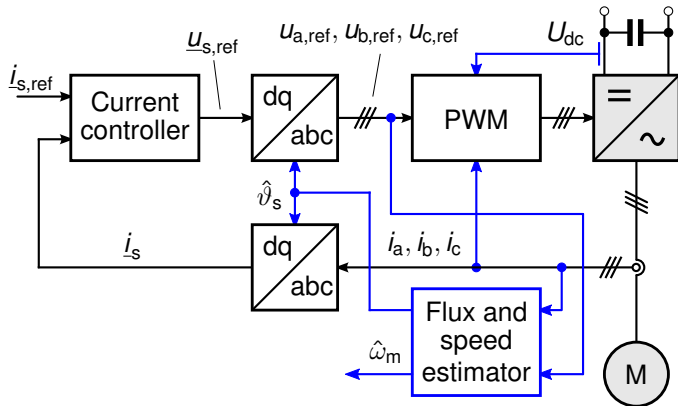 u_a,ref, u_b,ref, u_c,ref
u_s,ref
U_dc
i_s,ref
Current
controller
dq
abc
PWM
=
~
ϑ̂_s
i_s
dq
abc
i_a, i_b, i_c
Flux and
speed
estimator
ω̂_m
M